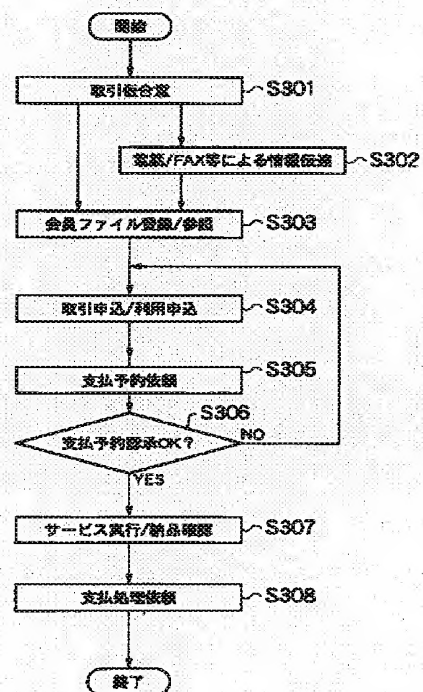 開始
取引仮合意
S301
電話/FAX等による情報伝達
S302
会員ファイル登録/参照
S303
取引申込/利用申込
S304
支払予約依頼
S305
支払予約認承OK?
S306
NO
YES
サービス実行/納品確認
S307
支払処理依頼
S308
終了